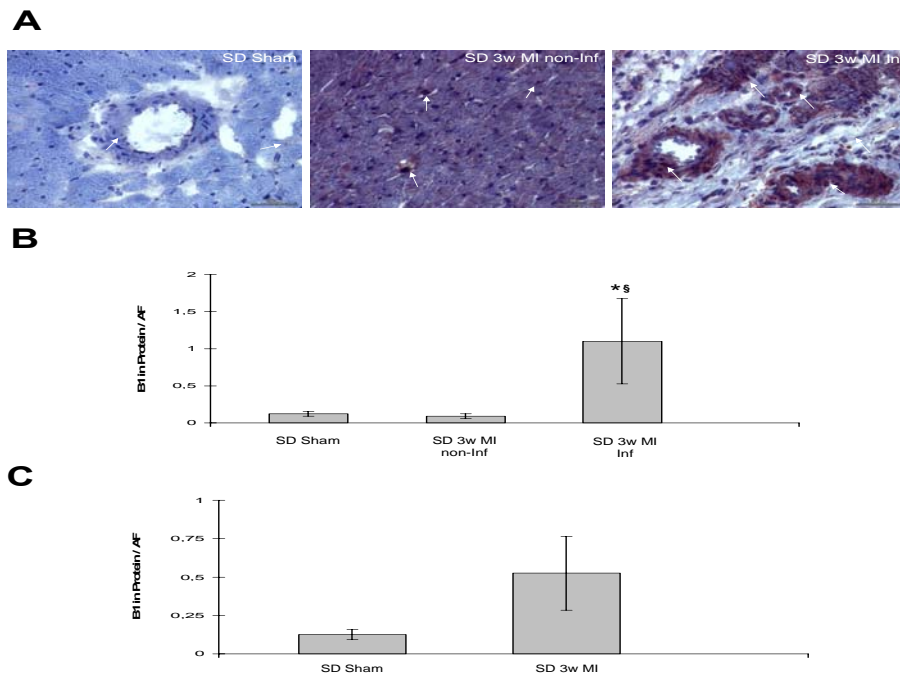 A
SD Sham
SD 3w MI non-Inf
SD 3w MI In
B
B1 in Protein / AF
2
1,5
1
0,5
0
*§
SD Sham
SD 3w MI
non-Inf
SD 3w MI
Inf
C
B1 in Protein / AF
1
0,75
0,5
0,25
0
SD Sham
SD 3w MI